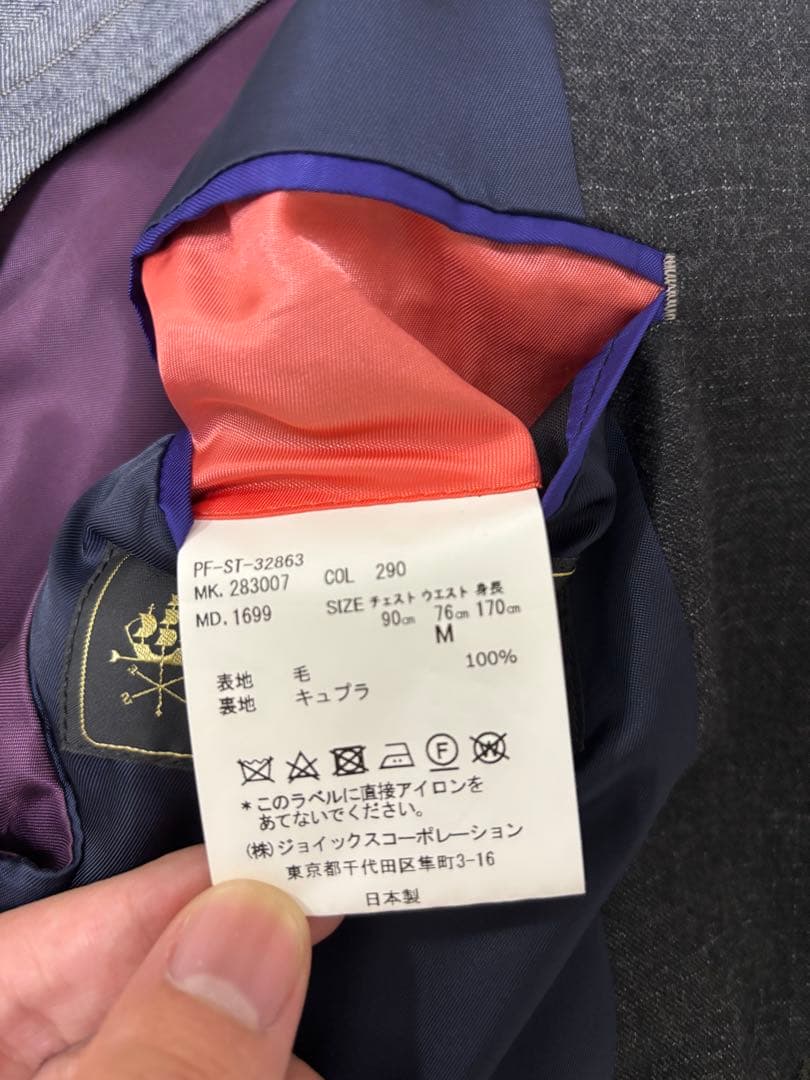 PF-ST-32863
MK. 283007 COL 290
MD. 1699 SIZE チェスト ウエスト 身長
90cm 76cm 170cm
M
表地 毛 100%
裏地 キュプラ
F W
*このラベルに直接アイロンを
あてないでください。
(株)ジョイックスコーポレーション
東京都千代田区隼町3-16
日本製